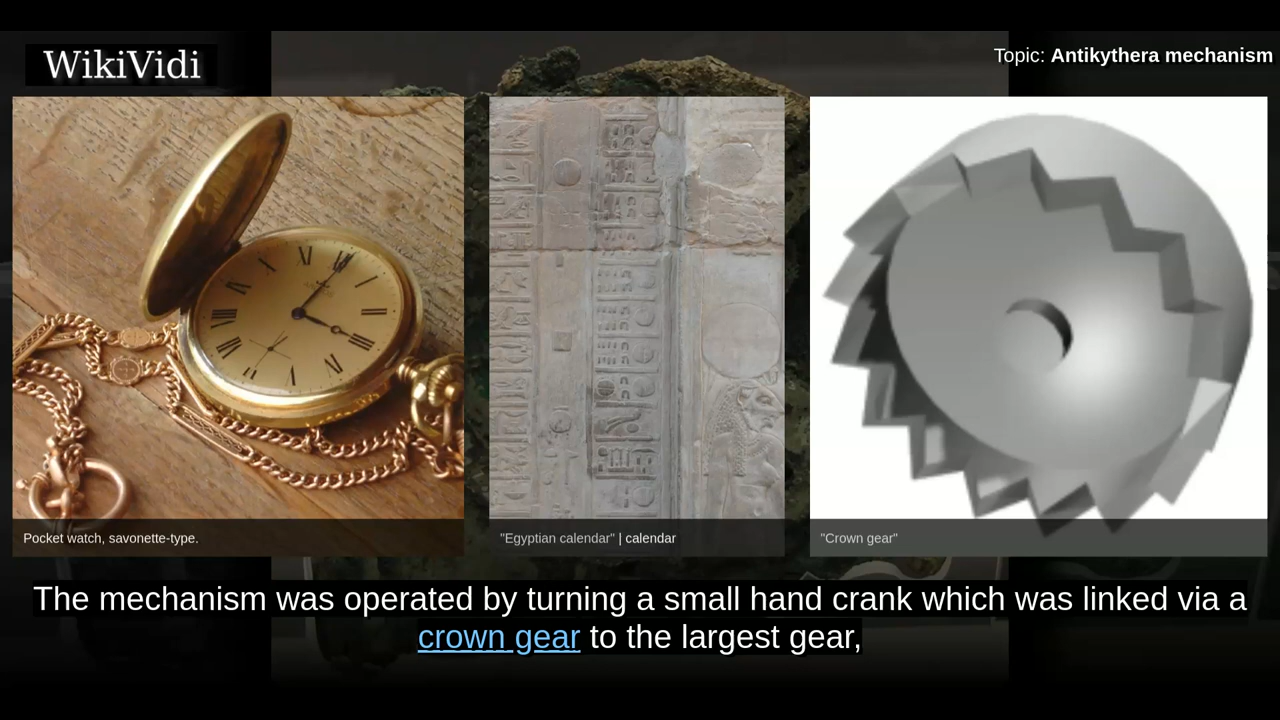 WikiVidi
Topic: Antikythera mechanism
Pocket watch, savonette-type.
"Egyptian calendar" | calendar
"Crown gear"
The mechanism was operated by turning a small hand crank which was linked via a
crown gear to the largest gear,